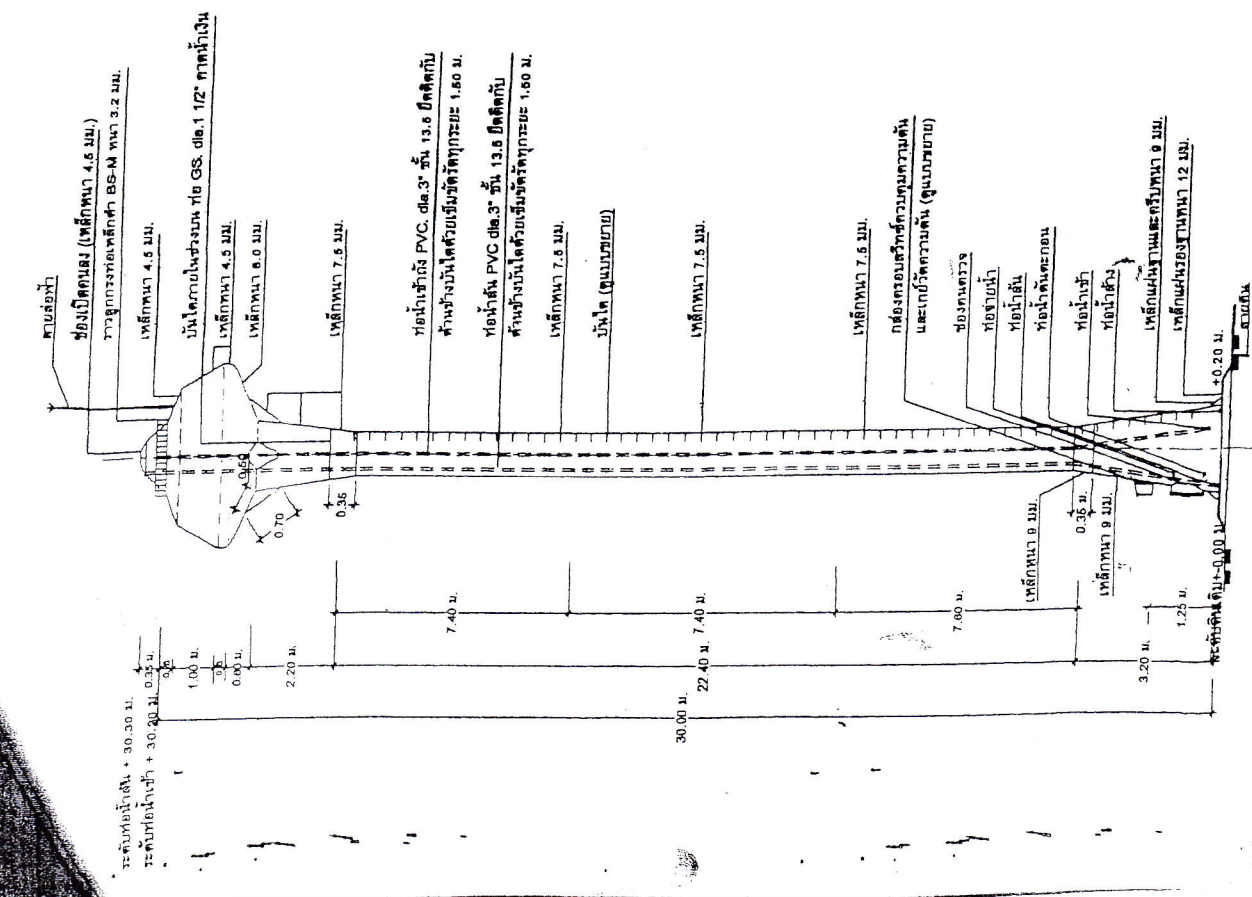 สายล่อฟ้า
ช่องเปิดคนลง (เหล็กหนา 4.5 มม.)
ราวลูกกรงท่อเหล็กดำ BS-M หนา 3.2 มม.
เหล็กหนา 4.5 มม.
บันไดภายในช่วงบน ท่อ GS. dia.1 1/2" ทาสน้ำเงิน
เหล็กหนา 4.5 มม.
เหล็กหนา 6.0 มม.
เหล็กหนา 7.5 มม.
ท่อน้ำเข้าถัง PVC. dia.3" ชั้น 13.5 ยึดติดกับ
ด้านข้างบันไดด้วยเข็มขัดรัดทุกระยะ 1.50 ม.
ท่อน้ำล้น PVC dia.3" ชั้น 13.5 ยึดติดกับ
ด้านข้างบันไดด้วยเข็มขัดรัดทุกระยะ 1.50 ม.
เหล็กหนา 7.5 มม.
บันได (ดูแบบขยาย)
เหล็กหนา 7.5 มม.
เหล็กหนา 7.5 มม.
กล่องครอบสวิทซ์ควบคุมความดัน
และเกย์วัดความดัน (ดูแบบขยาย)
ช่องคนตรวจ
ท่อจ่ายน้ำ
ท่อน้ำล้น
ท่อน้ำดันตะกอน
ท่อน้ำเข้า
ท่อน้ำล้าง
เหล็กแผ่นฐานและครีบหนา 9 มม.
เหล็กแผ่นรองฐานหนา 12 มม.
+0.20 ม.
สายดิน
0.50
0.70
0.35
เหล็กหนา 9 มม.
0.35 ม.
เหล็กหนา 9 มม.
7.40 ม.
7.40 ม.
7.60 ม.
1.25 ม.
ระดับดินเดิม+-0.00 ม.
0.35 ม.
1.00 ม.
0.60 ม.
2.20 ม.
22.40 ม.
3.20 ม.
30.00 ม.
ระดับท่อน้ำล้น + 30.30 ม.
ระดับท่อน้ำเข้า + 30.20 ม.